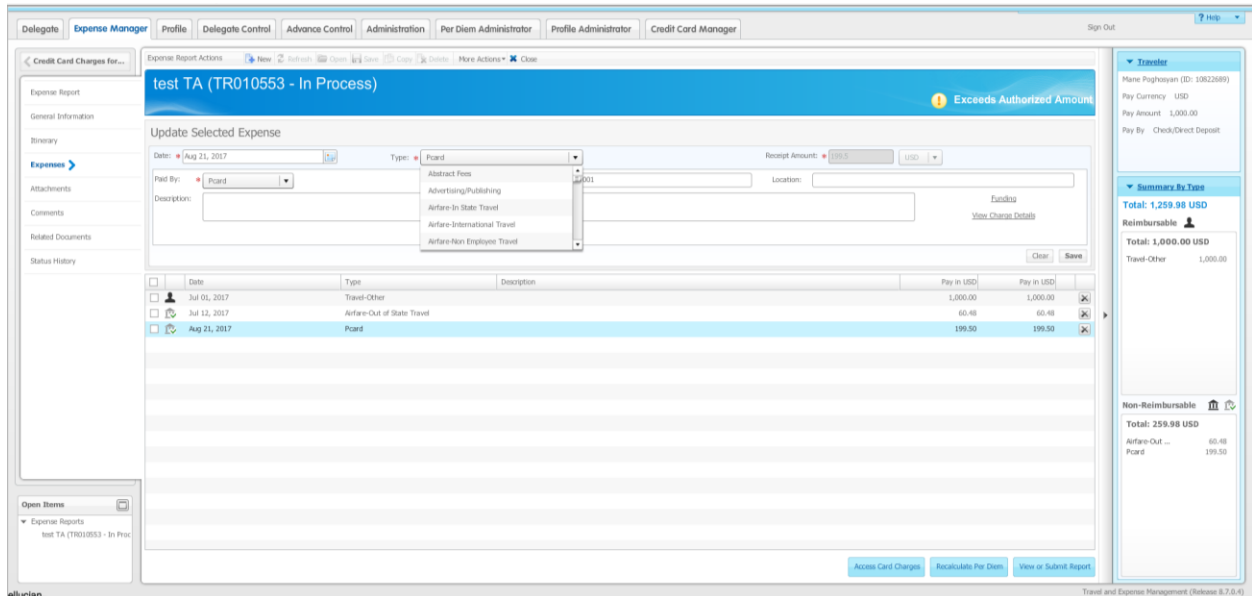 ? Help
Delegate Expense Manager Profile Delegate Control Advance Control Administration Per Diem Administrator Profile Administrator Credit Card Manager Sign Out
Credit Card Charges for...
Expense Report
General Information
Itinerary
Expenses
Attachments
Comments
Related Documents
Status History
Open Items
Expense Reports
test TA (TR010553 - In Proc
Expense Report Actions New Refresh Open Save Copy Delete More Actions Close
test TA (TR010553 - In Process)
Exceeds Authorized Amount
Update Selected Expense
Date: * Aug 21, 2017 Type: * Pcard Receipt Amount: * 199.5 USD
Paid By: * Pcard 001 Location:
Description:
Abstract Fees
Advertising/Publishing
Airfare-In State Travel
Airfare-International Travel
Airfare-Non Employee Travel
Funding
View Charge Details
Clear Save
Date Type Description Pay in USD Pay in USD
Jul 01, 2017 Travel-Other 1,000.00 1,000.00
Jul 12, 2017 Airfare-Out of State Travel 60.48 60.48
Aug 21, 2017 Pcard 199.50 199.50
Access Card Charges Recalculate Per Diem View or Submit Report
Traveler
Mane Poghosyan (ID: 10822689)
Pay Currency USD
Pay Amount 1,000.00
Pay By Check/Direct Deposit
Summary By Type
Total: 1,259.98 USD
Reimbursable
Total: 1,000.00 USD
Travel-Other 1,000.00
Non-Reimbursable
Total: 259.98 USD
Airfare-Out ... 60.48
Pcard 199.50
ellucian
Travel and Expense Management (Release 8.7.0.4)